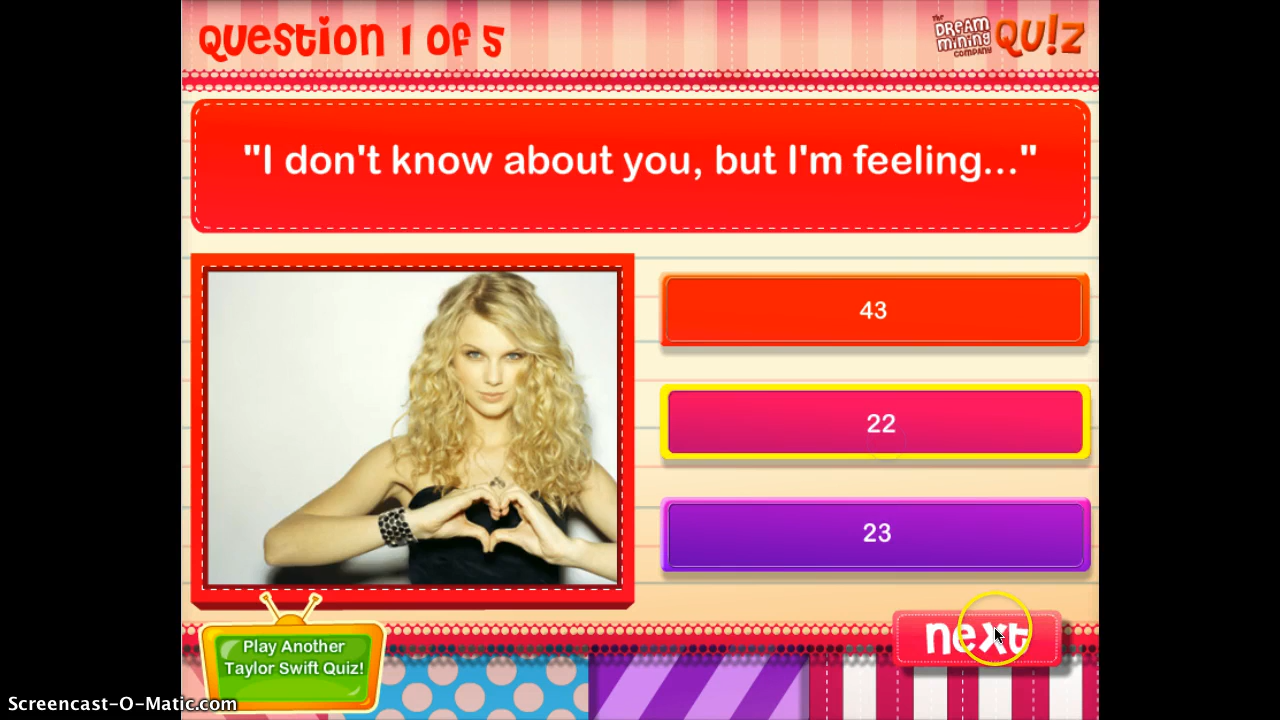 Question 1 of 5
THE DREAM mining COMPANY QU!Z
"I don't know about you, but I'm feeling..."
43
22
23
next
Play Another
Taylor Swift Quiz!
Screencast-O-Matic.com